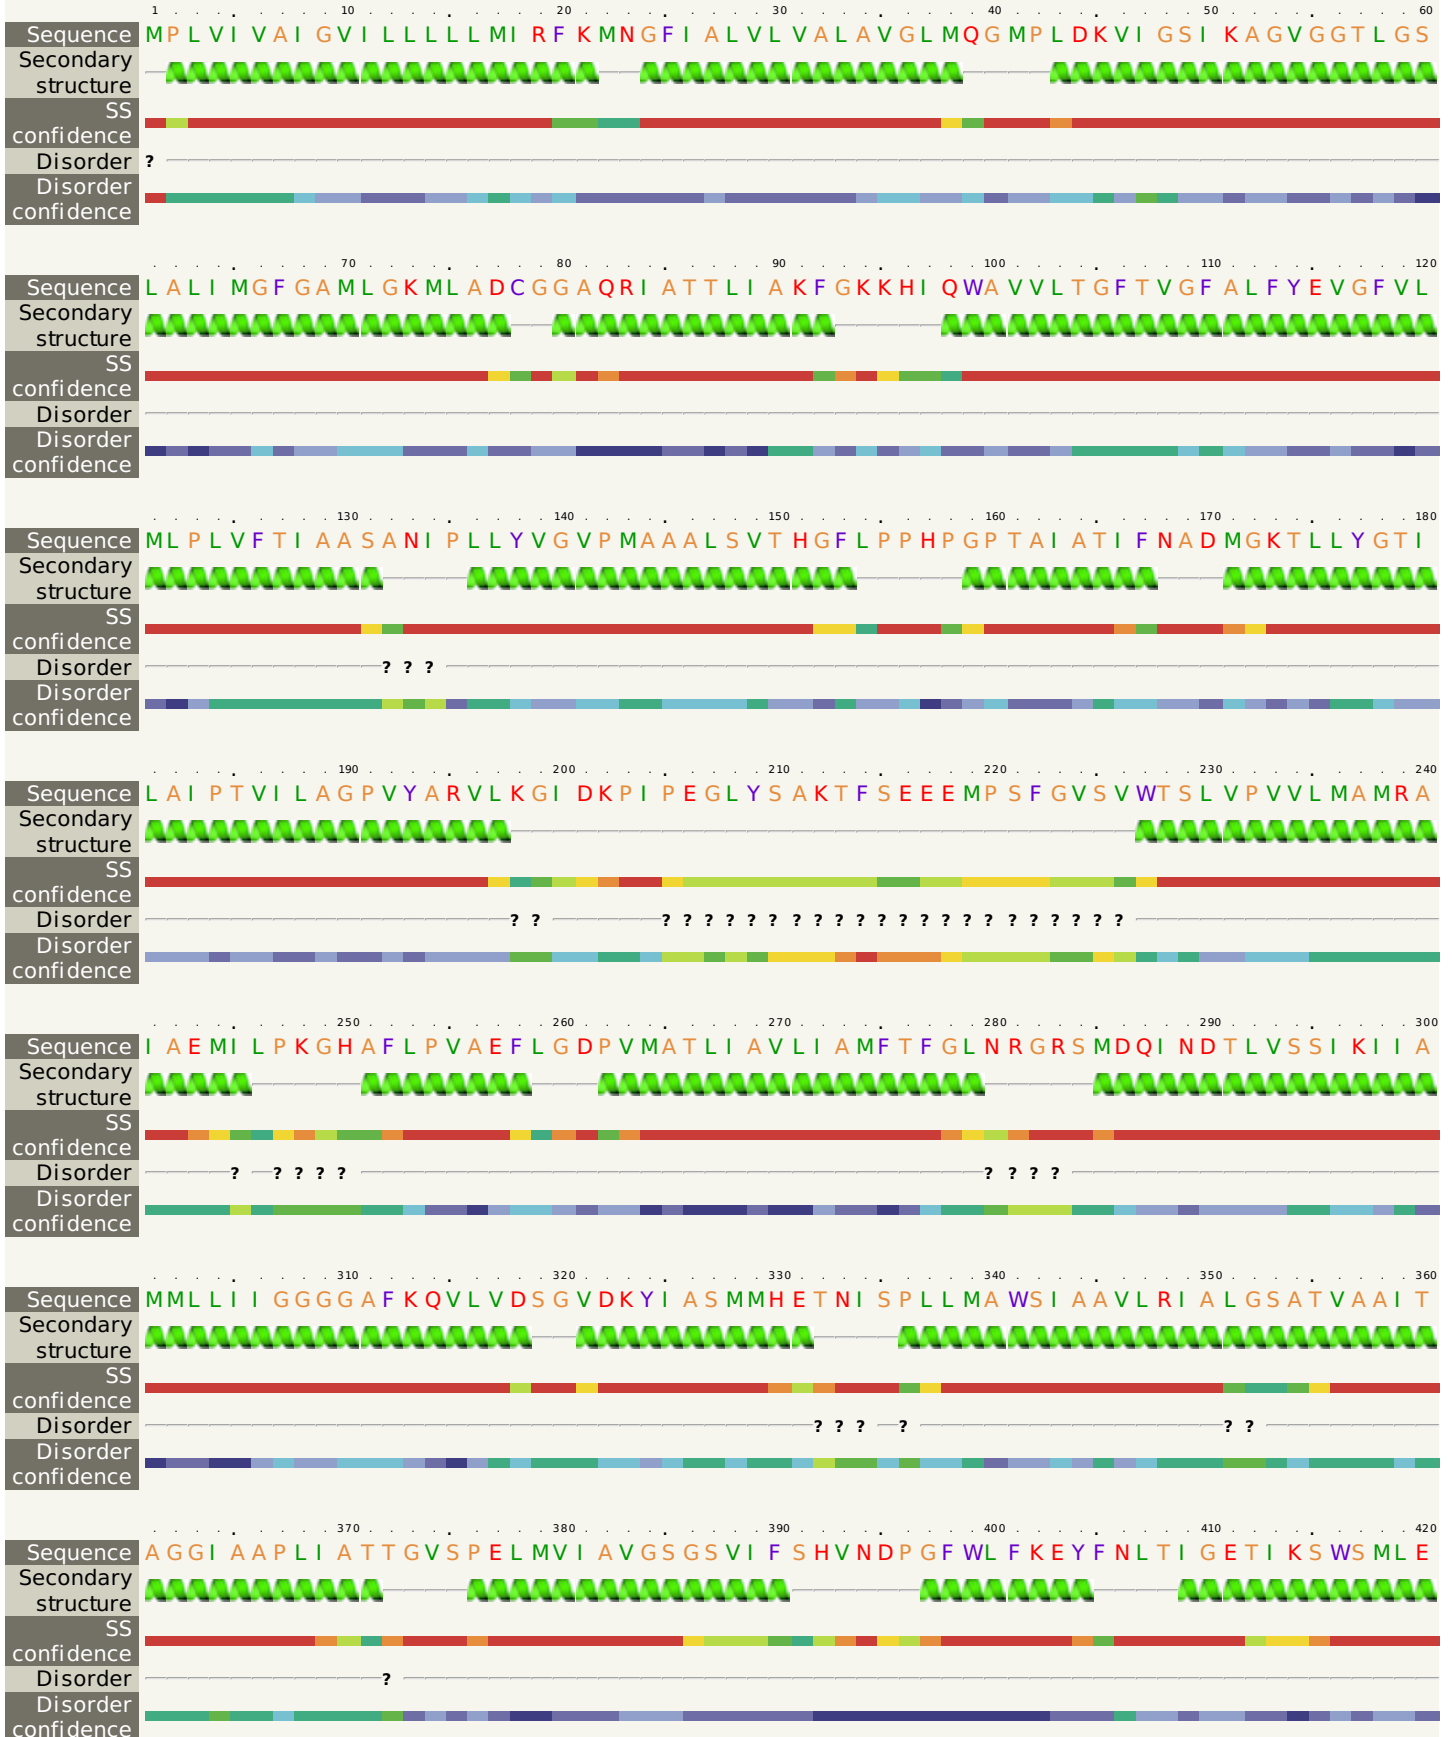 1 . 10 . 20 . 30 . 40 . 50 . 60
Sequence MPLVIVAIGVILLLLLMIRFKMNGFIALVLVALAVGLMQGMPLDKVIGSIKAGVGGTLGS
Secondary
structure
SS
confidence
Disorder ?
Disorder
confidence
. 70 . 80 . 90 . 100 . 110 . 120
Sequence LALIMGFGAMLGKMLADCGGAQRIATTLIAKFGKKHIQWAVVLTGFTVGFALFYEVGFVL
Secondary
structure
SS
confidence
Disorder
Disorder
confidence
. 130 . 140 . 150 . 160 . 170 . 180
Sequence MLPLVFTIAASANIPLLYVGVPMAAALSVTHGFLPPHPGPTAIATIFNADMGKTLLYGTI
Secondary
structure
SS
confidence
Disorder ? ? ?
Disorder
confidence
. 190 . 200 . 210 . 220 . 230 . 240
Sequence LAIPTVILAGPVYARVLKGIDKPIPEGLYSAKTFSEEEMPSFGVSVWTSLVPVVLMAMRA
Secondary
structure
SS
confidence
Disorder ? ? ? ? ? ? ? ? ? ? ? ? ? ? ? ? ? ? ? ? ? ? ? ?
Disorder
confidence
. 250 . 260 . 270 . 280 . 290 . 300
Sequence IAEMILPKGHAFLPVAEFLGDPVMATLIAVLIAMFTFGLNRGRSMDQINDTLVSSIKIIA
Secondary
structure
SS
confidence
Disorder ? ? ? ? ? ? ? ? ?
Disorder
confidence
. 310 . 320 . 330 . 340 . 350 . 360
Sequence MMLLIIGGGGAFKQVLVDSGVDKYIASMMHETNISPLLMAWSIAAVLRIALGSATVAAIT
Secondary
structure
SS
confidence
Disorder ? ? ? ? ? ?
Disorder
confidence
. 370 . 380 . 390 . 400 . 410 . 420
Sequence AGGIAAPLIATTGVSPELMVIAVGSGSVIFSHVNDPGFWLFKEYFNLTIGETIKSWSMLE
Secondary
structure
SS
confidence
Disorder ?
Disorder
confidence